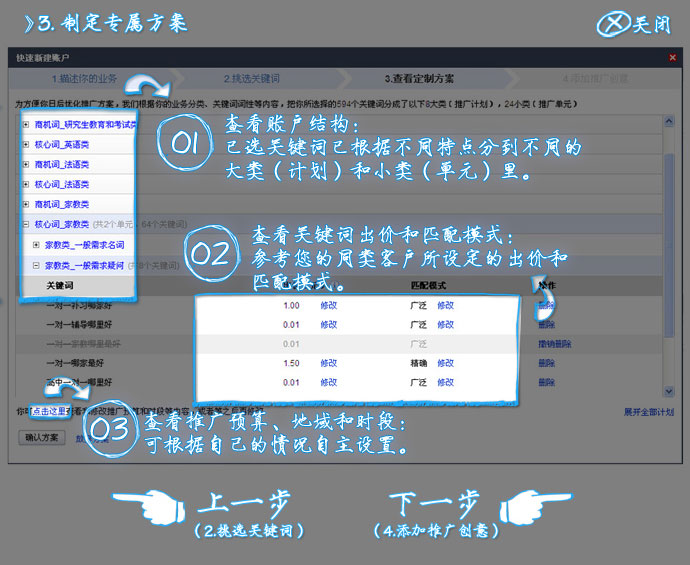 》3. 制定专属方案
关闭
快速新建账户
1.描述你的业务
2.挑选关键词
3.查看定制方案
4.添加推广创意
为方便你日后优化推广方案，我们根据你的业务分类、关键词词性等内容，把你所选择的594个关键词分成了以下8大类（推广计划），24小类（推广单元）
商机词_研究生教育和考试类
核心词_英语类
商机词_法语类
核心词_法语类
商机词_家教类
核心词_家教类 (共2个单元，64个关键词)
家教类_一般需求名词
家教类_一般需求疑问
01
查看账户结构：
已选关键词已根据不同特点分到不同的
大类（计划）和小类（单元）里。
02
查看关键词出价和匹配模式：
参考您的同类客户所设定的出价和
匹配模式。
关键词 匹配模式 操作
一对一补习哪家好 1.00 修改 广泛 修改 删除
一对一辅导哪里好 0.01 修改 广泛 修改 删除
一对一家教哪里最好 0.01 广泛 撤销删除
一对一哪家最好 1.50 修改 精确 修改 删除
高中一对一哪里好 0.01 修改 广泛 修改 删除
点击这里
展开全部计划
确认方案
03
查看推广预算、地域和时段：
可根据自己的情况自主设置。
上一步
（2.挑选关键词）
下一步
（4.添加推广创意）